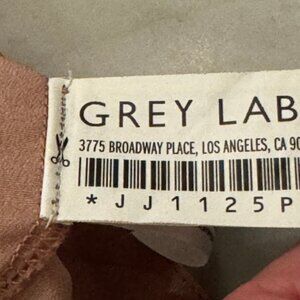 GREY LAB
3775 BROADWAY PLACE, LOS ANGELES, CA 90
*JJ1125P